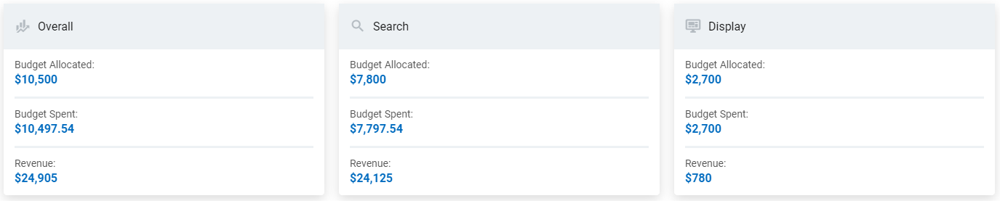 Overall
Budget Allocated:
$10,500
Budget Spent:
$10,497.54
Revenue:
$24,905
Search
Budget Allocated:
$7,800
Budget Spent:
$7,797.54
Revenue:
$24,125
Display
Budget Allocated:
$2,700
Budget Spent:
$2,700
Revenue:
$780